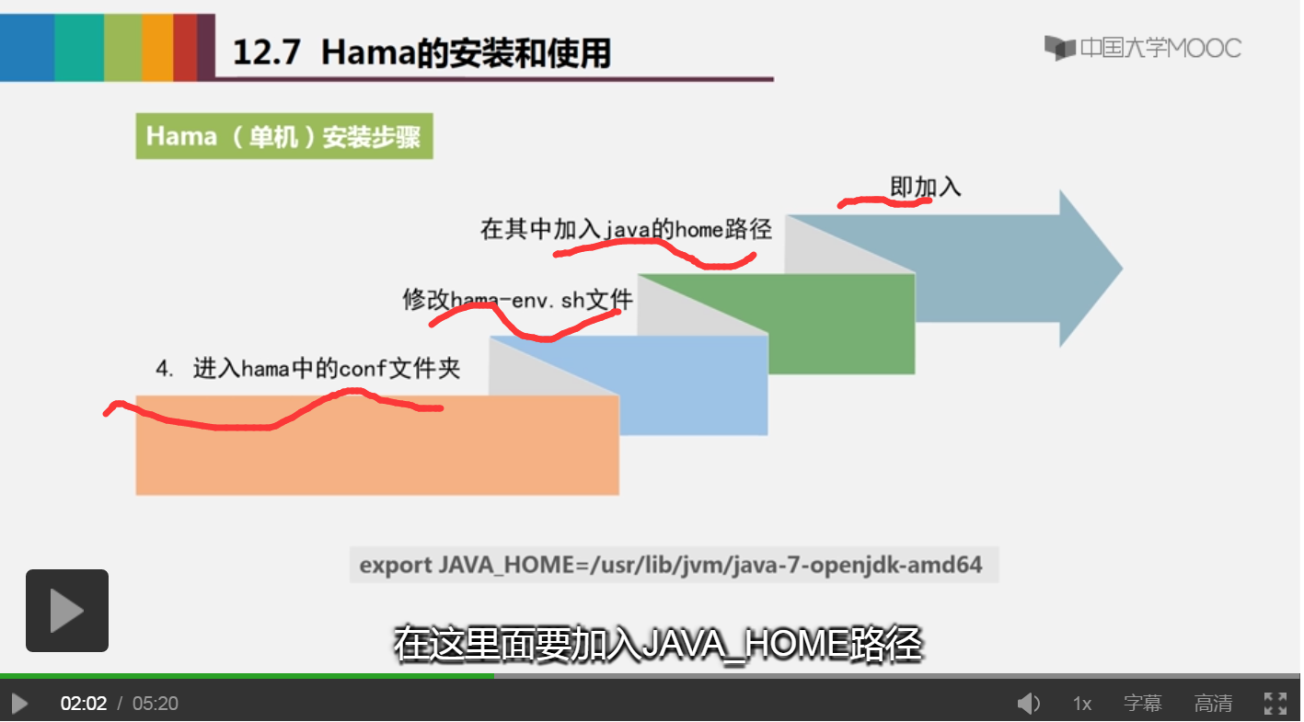 12.7 Hama的安装和使用
中国大学MOOC
Hama （单机）安装步骤
即加入
在其中加入java的home路径
修改hama-env.sh文件
4. 进入hama中的conf文件夹
export JAVA_HOME=/usr/lib/jvm/java-7-openjdk-amd64
在这里面要加入JAVA_HOME路径
02:02 / 05:20 1x 字幕 高清